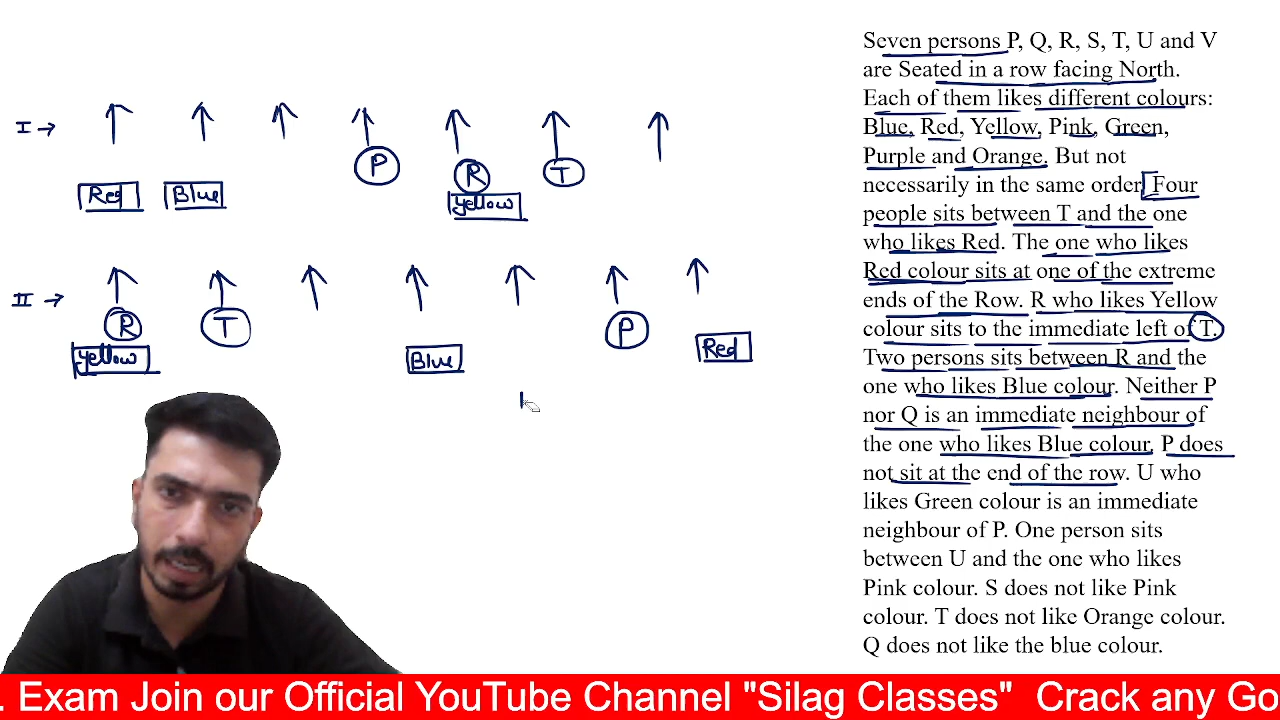 Seven persons P, Q, R, S, T, U and V
are Seated in a row facing North.
Each of them likes different colours:
Blue, Red, Yellow, Pink, Green,
Purple and Orange. But not
necessarily in the same order. Four
people sits between T and the one
who likes Red. The one who likes
Red colour sits at one of the extreme
ends of the Row. R who likes Yellow
colour sits to the immediate left of T.
Two persons sits between R and the
one who likes Blue colour. Neither P
nor Q is an immediate neighbour of
the one who likes Blue colour, P does
not sit at the end of the row. U who
likes Green colour is an immediate
neighbour of P. One person sits
between U and the one who likes
Pink colour. S does not like Pink
colour. T does not like Orange colour.
Q does not like the blue colour.
I →
P R T
Red Blue Yellow
II →
R T P
Yellow Blue Red
. Exam Join our Official YouTube Channel "Silag Classes" Crack any Go